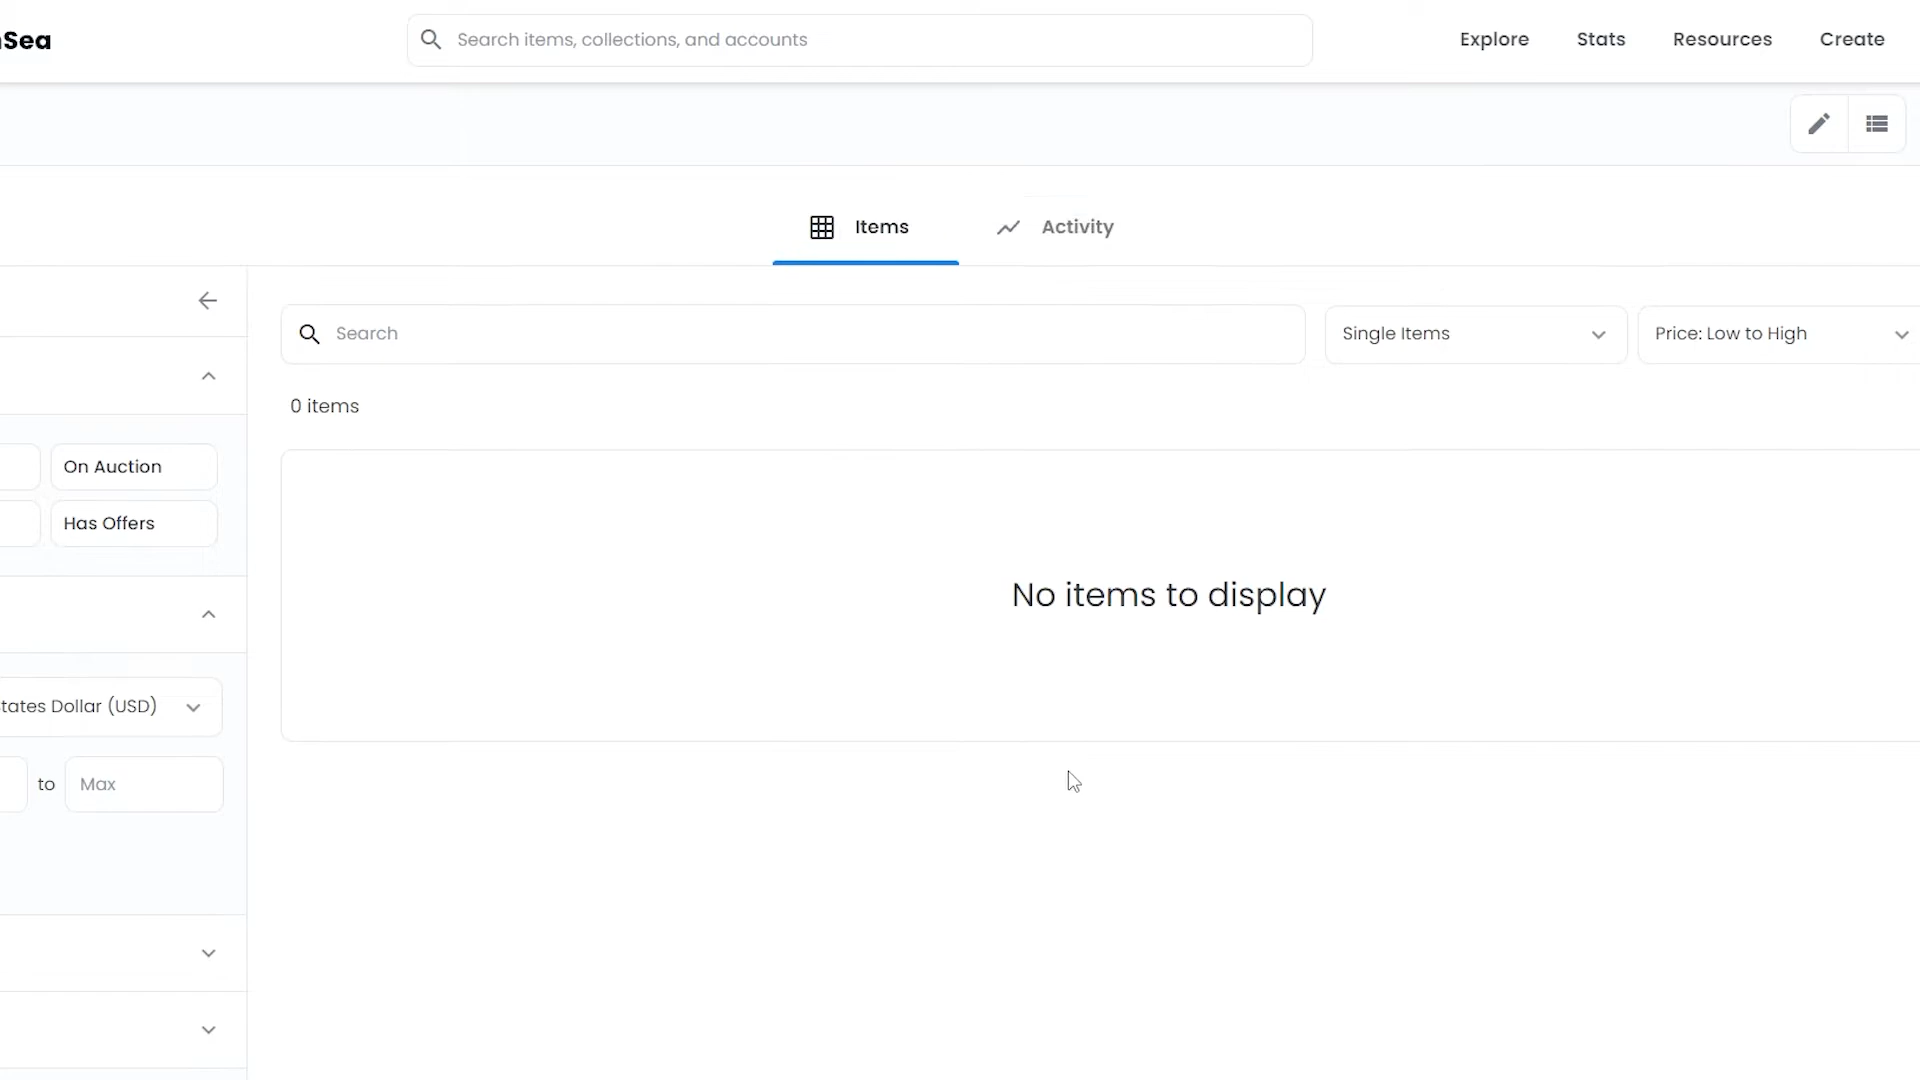 Sea
Search items, collections, and accounts
Explore
Stats
Resources
Create
Items
Activity
Search
Single Items
Price: Low to High
0 items
On Auction
Has Offers
No items to display
tates Dollar (USD)
to
Max